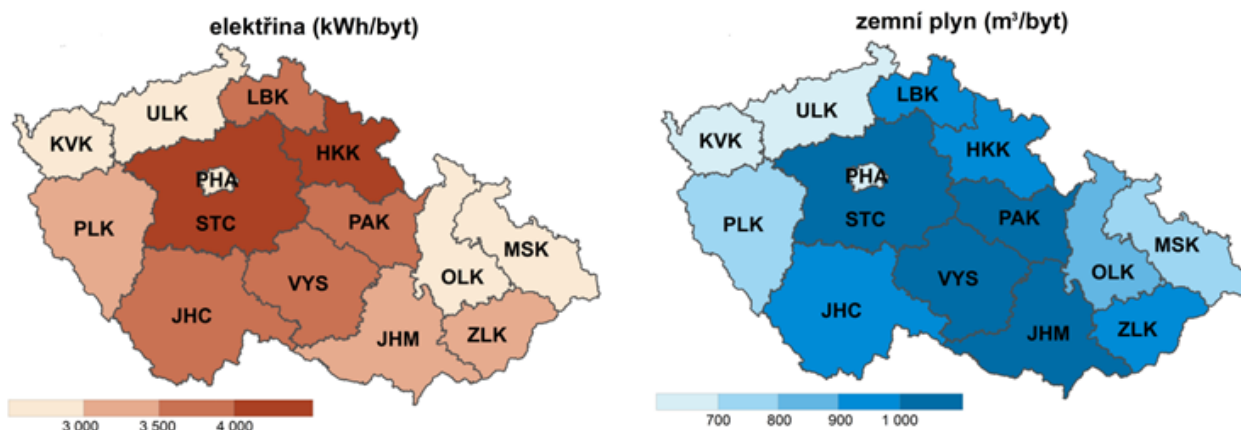 elektřina (kWh/byt)
LBK
ULK
KVK
HKK
PHA
STC
PAK
PLK
MSK
OLK
VYS
JHC
JHM
ZLK
3 000 3 500 4 000
zemní plyn (m³/byt)
LBK
ULK
KVK
HKK
PHA
STC
PAK
PLK
MSK
OLK
VYS
JHC
JHM
ZLK
700 800 900 1 000